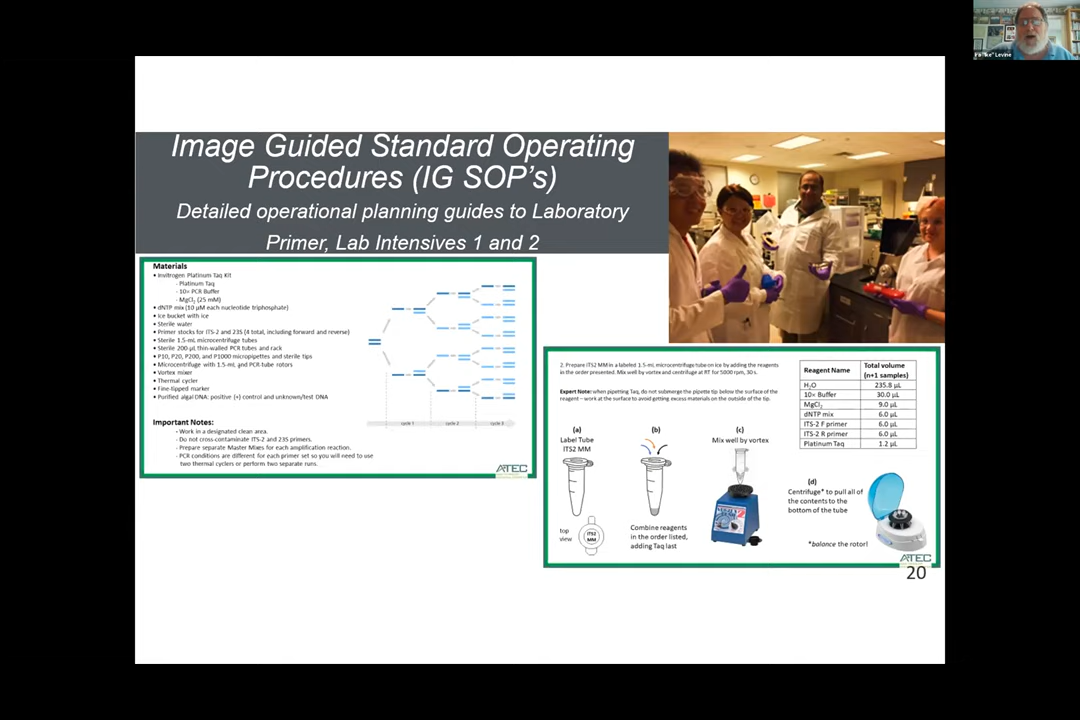 Image Guided Standard Operating
Procedures (IG SOP's)
Detailed operational planning guides to Laboratory
Primer, Lab Intensives 1 and 2
Materials
• Invitrogen Platinum Taq Kit
- Platinum Taq
- 10× PCR Buffer
- MgCl₂ (25 mM)
• dNTP mix (10 µM each nucleotide triphosphate)
• Ice bucket with ice
• Sterile water
• Primer stocks for ITS-2 and 23S (4 total, including forward and reverse)
• Sterile 1.5-mL microcentrifuge tubes
• Sterile 200-µL thin-walled PCR tubes and rack
• P10, P20, P200, and P1000 micropipettes and sterile tips
• Microcentrifuge with 1.5-mL and PCR-tube rotors
• Vortex mixer
• Thermal cycler
• Fine-tipped marker
• Purified algal DNA: positive (+) control and unknown/test DNA
cycle 1 cycle 2 cycle 3
Important Notes:
- Work in a designated clean area.
- Do not cross-contaminate ITS-2 and 23S primers.
- Prepare separate Master Mixes for each amplification reaction.
- PCR conditions are different for each primer set so you will need to use
two thermal cyclers or perform two separate runs.
ATEC
2. Prepare ITS2 MM in a labeled 1.5-mL microcentrifuge tube on ice by adding the reagents
in the order presented. Mix well by vortex and centrifuge at RT for 5000 rpm, 30 s.
Expert Note: when pipetting Taq, do not submerge the pipette tip below the surface of the
reagent – work at the surface to avoid getting excess materials on the outside of the tip.
Reagent Name Total volume
(n+1 samples)
H₂O 235.8 µL
10× Buffer 30.0 µL
MgCl₂ 9.0 µL
dNTP mix 6.0 µL
ITS-2 F primer 6.0 µL
ITS-2 R primer 6.0 µL
Platinum Taq 1.2 µL
(a)
Label Tube
ITS2 MM
top
view
ITS2
MM
(b)
Combine reagents
in the order listed,
adding Taq last
(c)
Mix well by vortex
(d)
Centrifuge* to pull all of
the contents to the
bottom of the tube
*balance the rotor!
ATEC
20
Levine